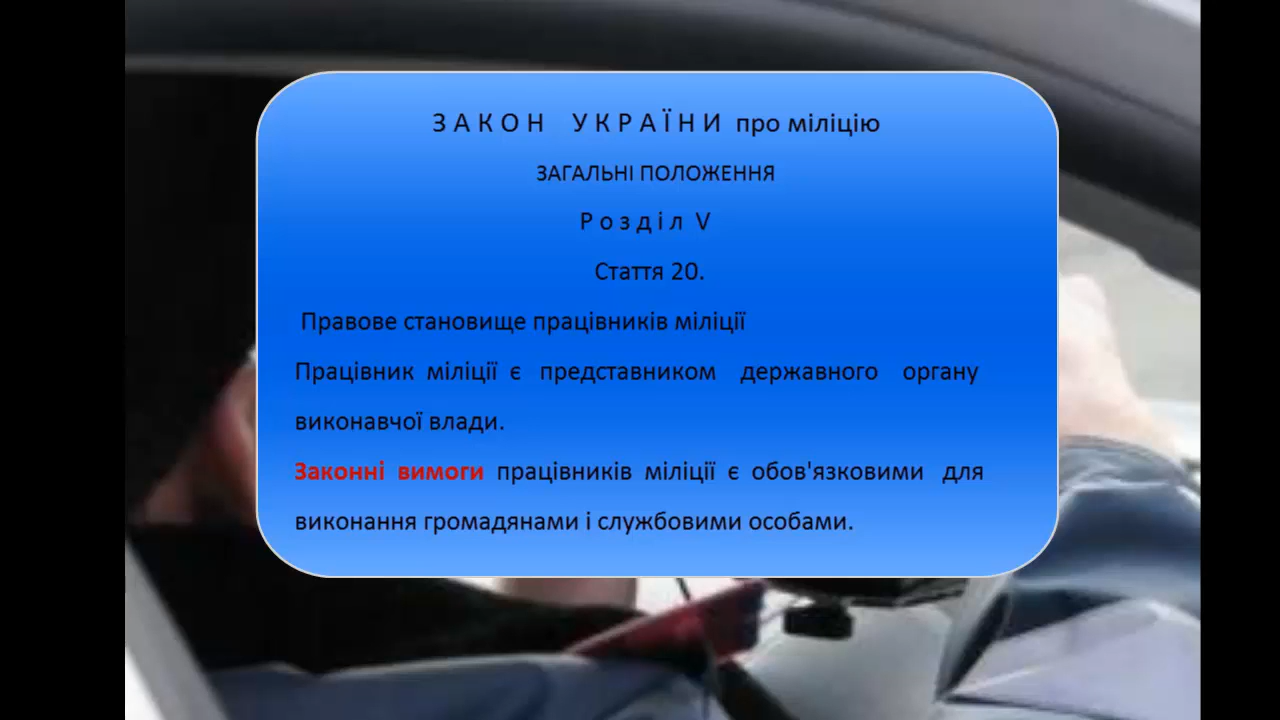 З А К О Н У К Р А Ї Н И про міліцію
ЗАГАЛЬНІ ПОЛОЖЕННЯ
Р о з д і л V
Стаття 20.
Правове становище працівників міліції
Працівник міліції є представником державного органу
виконавчої влади.
Законні вимоги працівників міліції є обов'язковими для
виконання громадянами і службовими особами.